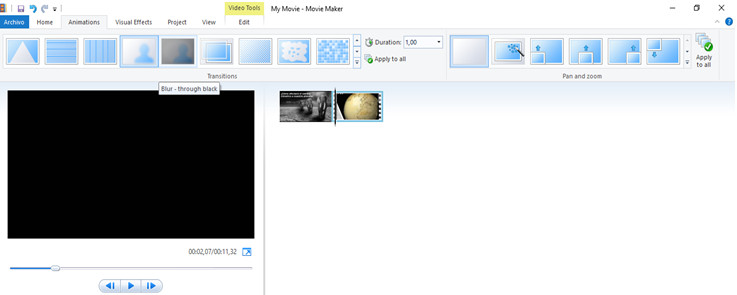 Video Tools
My Movie - Movie Maker
Archivo
Home
Animations
Visual Effects
Project
View
Edit
Duration:
1,00
Apply to all
Apply
to all
Transitions
Pan and zoom
Blur - through black
00:02,07/00:11,32